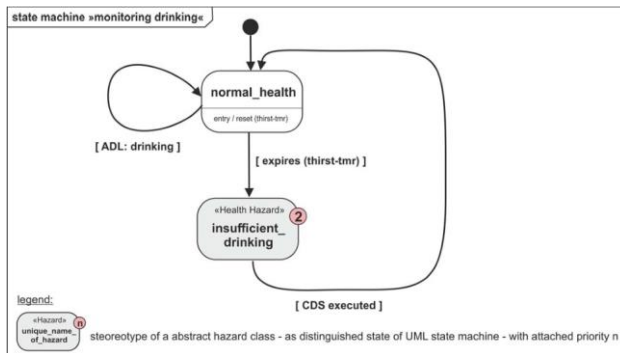 state machine »monitoring drinking«
normal_health
entry / reset (thirst-tmr)
[ ADL: drinking ]
[ expires (thirst-tmr) ]
«Health Hazard»
2
insufficient_
drinking
[ CDS executed ]
legend:
«Hazard»
n
unique_name_
of_hazard
steoreotype of a abstract hazard class - as distinguished state of UML state machine - with attached priority n